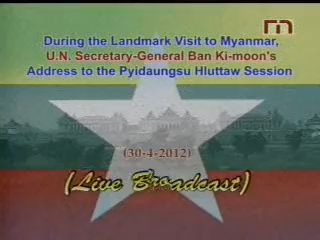 During the Landmark Visit to Myanmar,
U.N. Secretary-General Ban Ki-moon's
Address to the Pyidaungsu Hluttaw Session
(30-4-2012)
(Live Broadcast)